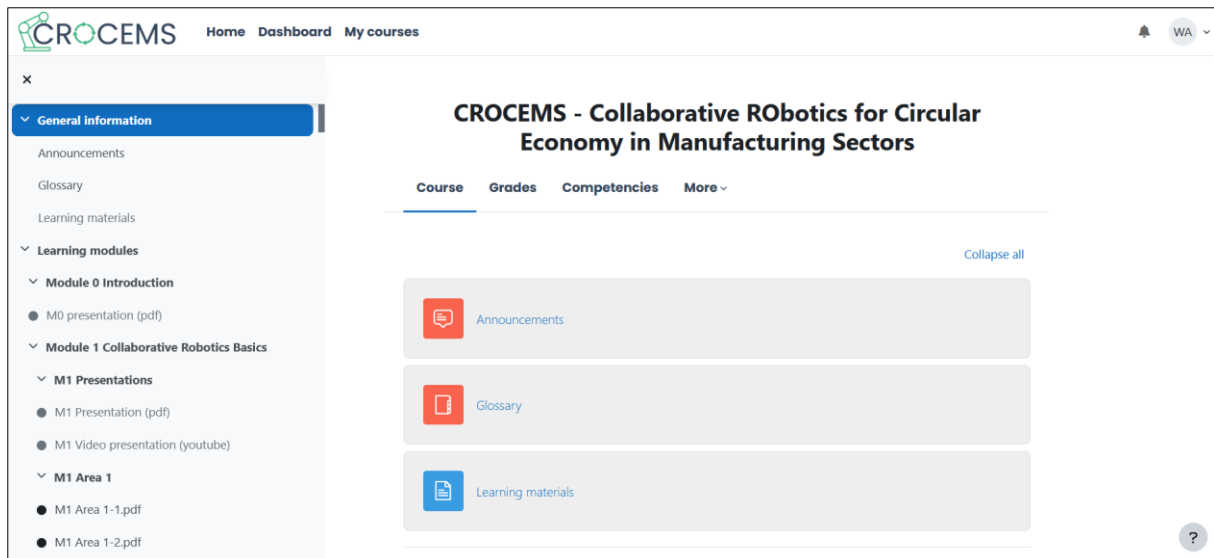 CROCEMS Home Dashboard My courses WA
General information
Announcements
Glossary
Learning materials
Learning modules
Module 0 Introduction
M0 presentation (pdf)
Module 1 Collaborative Robotics Basics
M1 Presentations
M1 Presentation (pdf)
M1 Video presentation (youtube)
M1 Area 1
M1 Area 1-1.pdf
M1 Area 1-2.pdf
CROCEMS - Collaborative RObotics for Circular
Economy in Manufacturing Sectors
Course Grades Competencies More
Collapse all
Announcements
Glossary
Learning materials
?